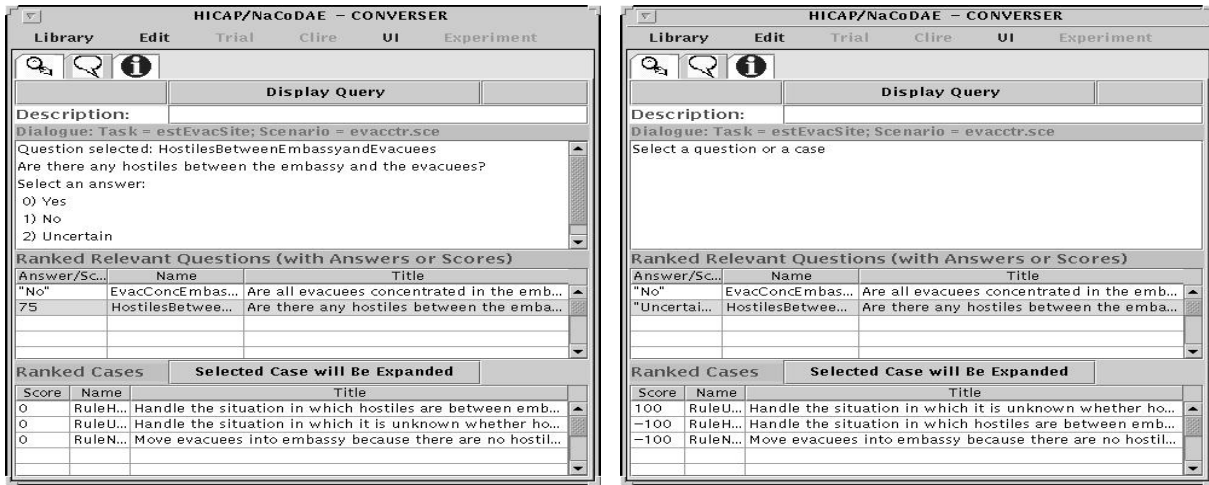 HICAP/NaCoDAE - CONVERSER
Library Edit Trial Clire UI Experiment
Display Query
Description:
Dialogue: Task = estEvacSite; Scenario = evacctr.sce
Question selected: HostilesBetweenEmbassyandEvacuees
Are there any hostiles between the embassy and the evacuees?
Select an answer:
0) Yes
1) No
2) Uncertain
Ranked Relevant Questions (with Answers or Scores)
Answer/Sc... Name Title
"No" EvacConcEmbas... Are all evacuees concentrated in the emb...
75 HostilesBetwee... Are there any hostiles between the emba...
Ranked Cases Selected Case will Be Expanded
Score Name Title
0 RuleH... Handle the situation in which hostiles are between emb...
0 RuleU... Handle the situation in which it is unknown whether ho...
0 RuleN... Move evacuees into embassy because there are no hostil...
HICAP/NaCoDAE - CONVERSER
Library Edit Trial Clire UI Experiment
Display Query
Description:
Dialogue: Task = estEvacSite; Scenario = evacctr.sce
Select a question or a case
Ranked Relevant Questions (with Answers or Scores)
Answer/Sc... Name Title
"No" EvacConcEmbas... Are all evacuees concentrated in the emb...
"Uncertai... HostilesBetwee... Are there any hostiles between the emba...
Ranked Cases Selected Case will Be Expanded
Score Name Title
100 RuleU... Handle the situation in which it is unknown whether ho...
-100 RuleH... Handle the situation in which hostiles are between emb...
-100 RuleN... Move evacuees into embassy because there are no hostil...